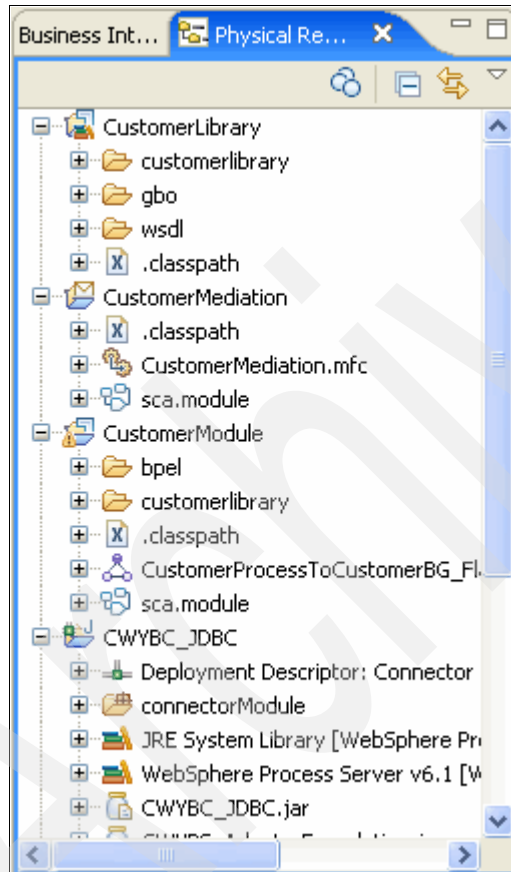 Business Int... Physical Re...
CustomerLibrary
customerlibrary
gbo
wsdl
.classpath
CustomerMediation
.classpath
CustomerMediation.mfc
sca.module
CustomerModule
bpel
customerlibrary
.classpath
CustomerProcessToCustomerBG_Fl
sca.module
CWYBC_JDBC
Deployment Descriptor: Connector
connectorModule
JRE System Library [WebSphere Pr
WebSphere Process Server v6.1 [W
CWYBC_JDBC.jar